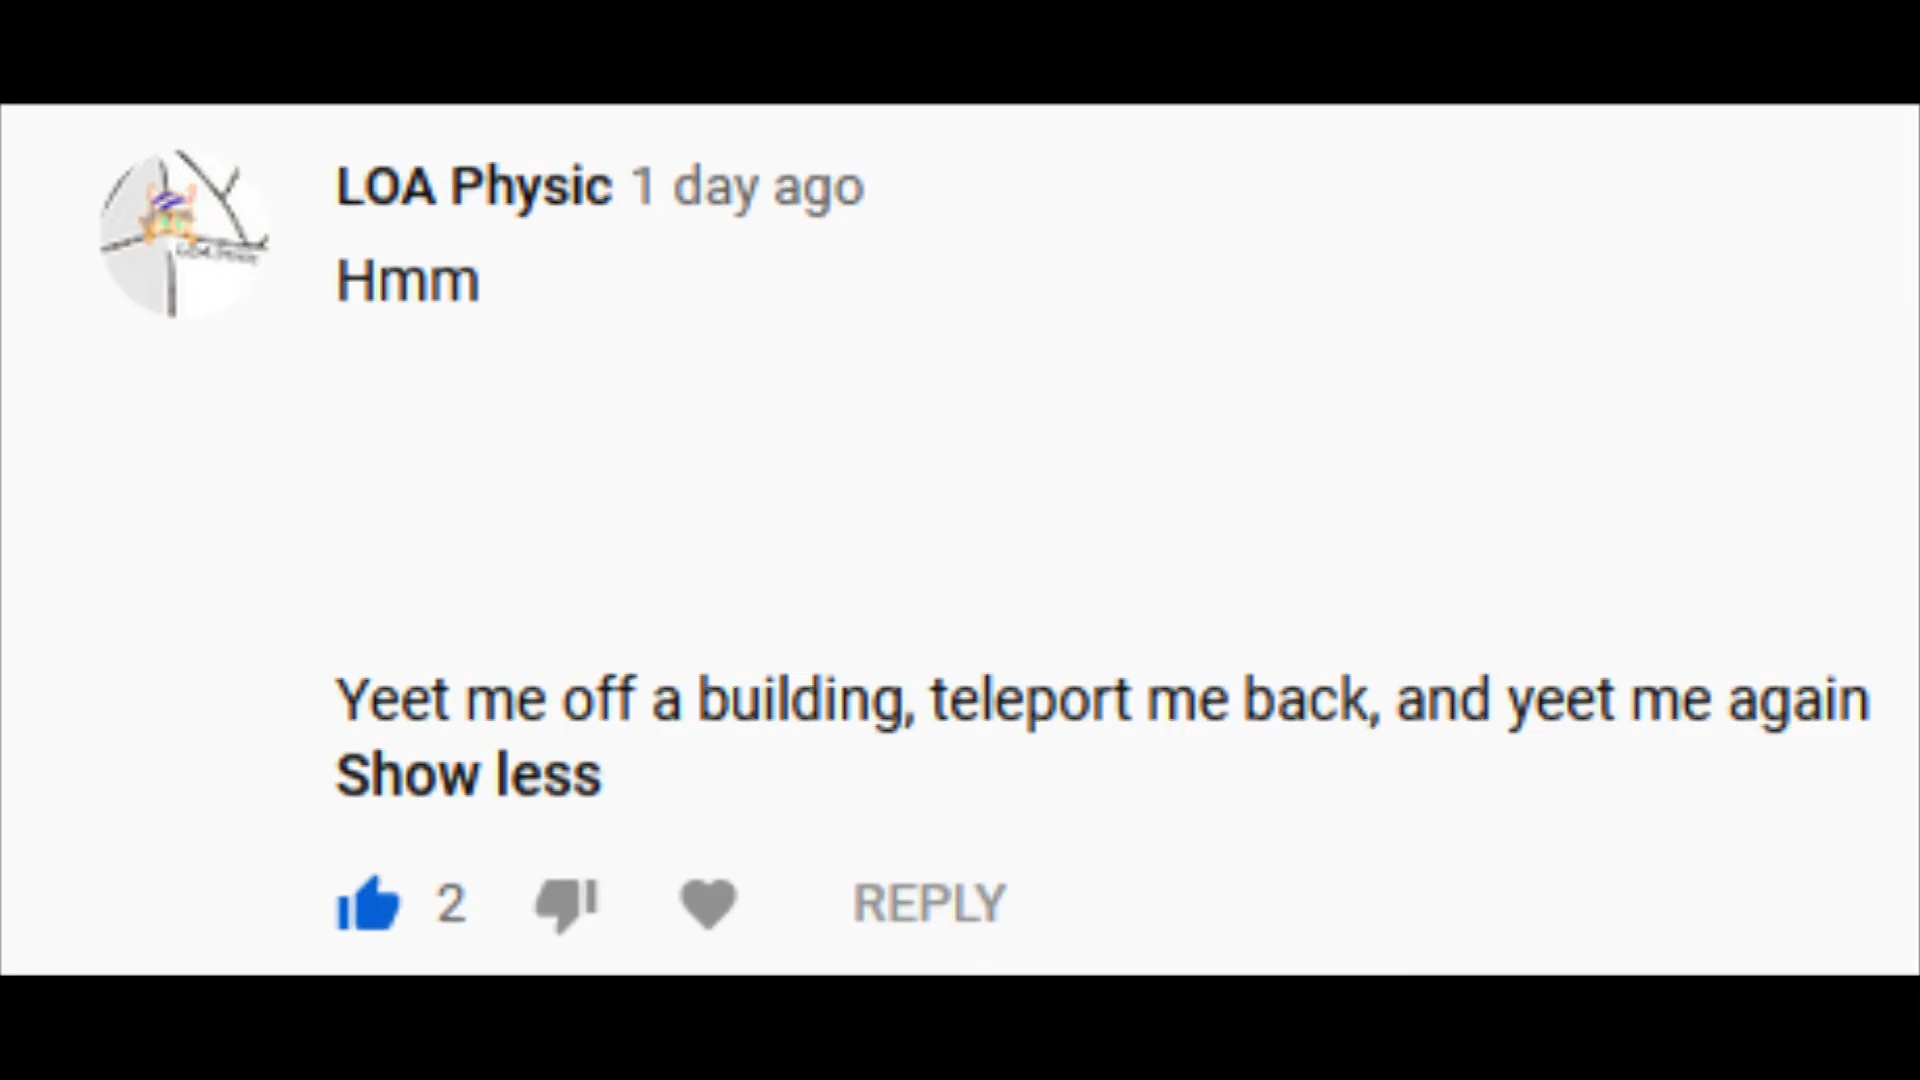 LOA Physic 1 day ago
Hmm
Yeet me off a building, teleport me back, and yeet me again
Show less
2 REPLY